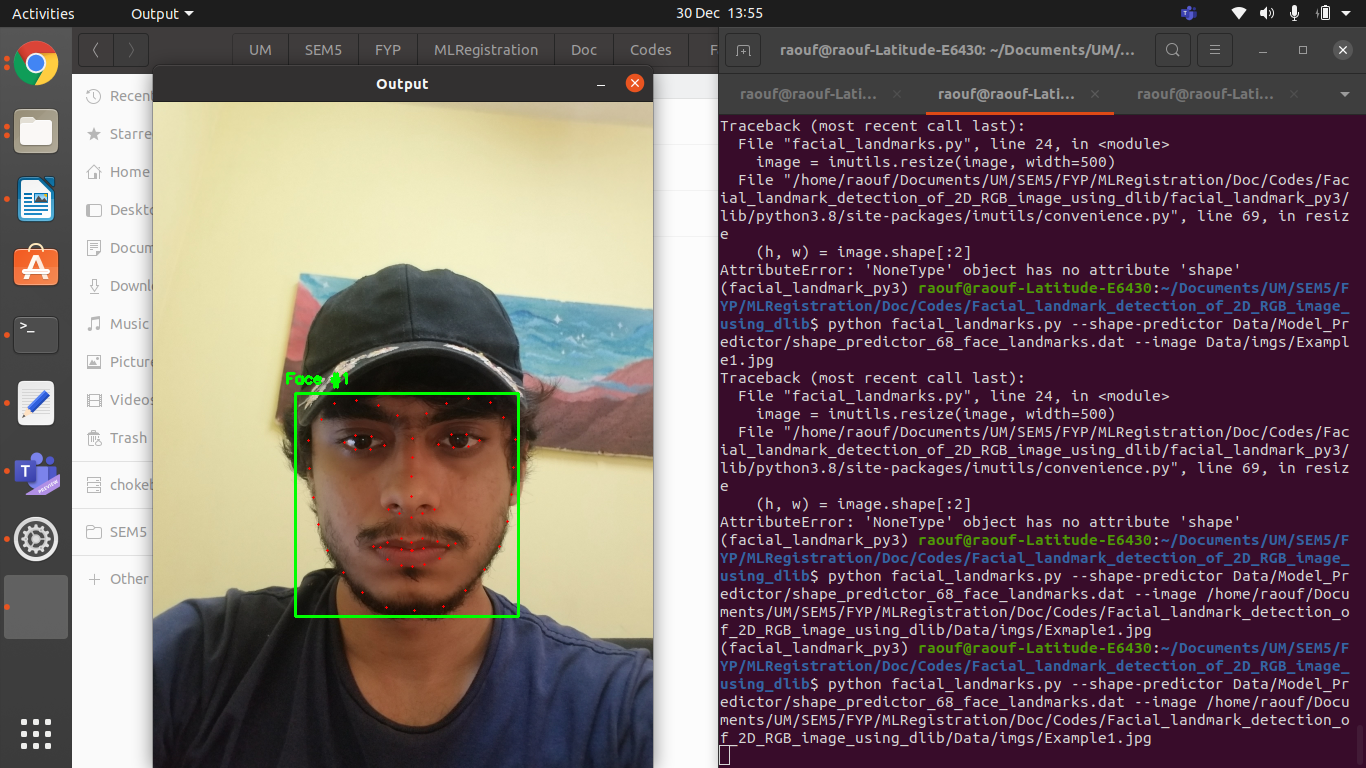 Activities
Output
30 Dec 13:55
UM
SEM5
FYP
MLRegistration
Doc
Codes
F
Recen
Starre
Home
Deskto
Docum
Downl
Music
Picture
Videos
Trash
chokeb
SEM5
Other
Output
Face #1
raouf@raouf-Latitude-E6430: ~/Documents/UM/...
raouf@raouf-Lati...
raouf@raouf-Lati...
raouf@raouf-Lati...
Traceback (most recent call last):
File "facial_landmarks.py", line 24, in <module>
image = imutils.resize(image, width=500)
File "/home/raouf/Documents/UM/SEM5/FYP/MLRegistration/Doc/Codes/Fac
ial_landmark_detection_of_2D_RGB_image_using_dlib/facial_landmark_py3/
lib/python3.8/site-packages/imutils/convenience.py", line 69, in resiz
e
(h, w) = image.shape[:2]
AttributeError: 'NoneType' object has no attribute 'shape'
(facial_landmark_py3) raouf@raouf-Latitude-E6430:~/Documents/UM/SEM5/F
YP/MLRegistration/Doc/Codes/Facial_landmark_detection_of_2D_RGB_image_
using_dlib$ python facial_landmarks.py --shape-predictor Data/Model_Pr
edictor/shape_predictor_68_face_landmarks.dat --image Data/imgs/Exampl
e1.jpg
Traceback (most recent call last):
File "facial_landmarks.py", line 24, in <module>
image = imutils.resize(image, width=500)
File "/home/raouf/Documents/UM/SEM5/FYP/MLRegistration/Doc/Codes/Fac
ial_landmark_detection_of_2D_RGB_image_using_dlib/facial_landmark_py3/
lib/python3.8/site-packages/imutils/convenience.py", line 69, in resiz
e
(h, w) = image.shape[:2]
AttributeError: 'NoneType' object has no attribute 'shape'
(facial_landmark_py3) raouf@raouf-Latitude-E6430:~/Documents/UM/SEM5/F
YP/MLRegistration/Doc/Codes/Facial_landmark_detection_of_2D_RGB_image_
using_dlib$ python facial_landmarks.py --shape-predictor Data/Model_Pr
edictor/shape_predictor_68_face_landmarks.dat --image /home/raouf/Docu
ments/UM/SEM5/FYP/MLRegistration/Doc/Codes/Facial_landmark_detection_o
f_2D_RGB_image_using_dlib/Data/imgs/Exmaple1.jpg
(facial_landmark_py3) raouf@raouf-Latitude-E6430:~/Documents/UM/SEM5/F
YP/MLRegistration/Doc/Codes/Facial_landmark_detection_of_2D_RGB_image_
using_dlib$ python facial_landmarks.py --shape-predictor Data/Model_Pr
edictor/shape_predictor_68_face_landmarks.dat --image /home/raouf/Docu
ments/UM/SEM5/FYP/MLRegistration/Doc/Codes/Facial_landmark_detection_o
f_2D_RGB_image_using_dlib/Data/imgs/Example1.jpg